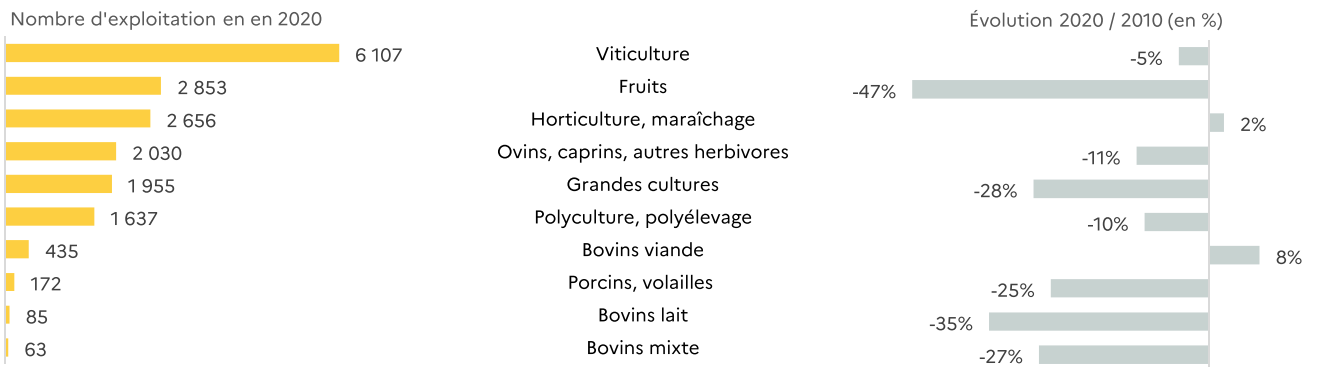 Nombre d'exploitation en en 2020 Évolution 2020 / 2010 (en %)
6 107 Viticulture -5%
2 853 Fruits -47%
2 656 Horticulture, maraîchage 2%
2 030 Ovins, caprins, autres herbivores -11%
1 955 Grandes cultures -28%
1 637 Polyculture, polyélevage -10%
435 Bovins viande 8%
172 Porcins, volailles -25%
85 Bovins lait -35%
63 Bovins mixte -27%